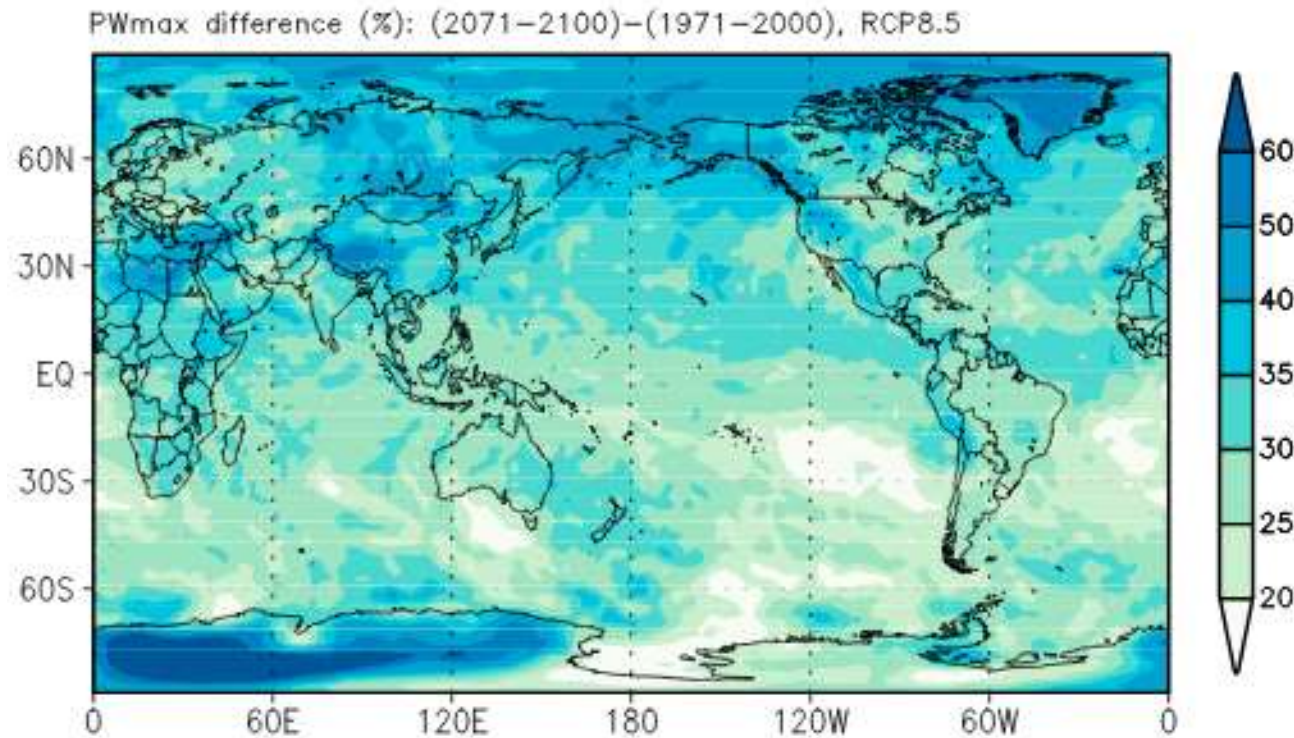 PWmax difference (%): (2071-2100)-(1971-2000), RCP8.5
60N
30N
EQ
30S
60S
0 60E 120E 180 120W 60W 0
60
50
40
35
30
25
20